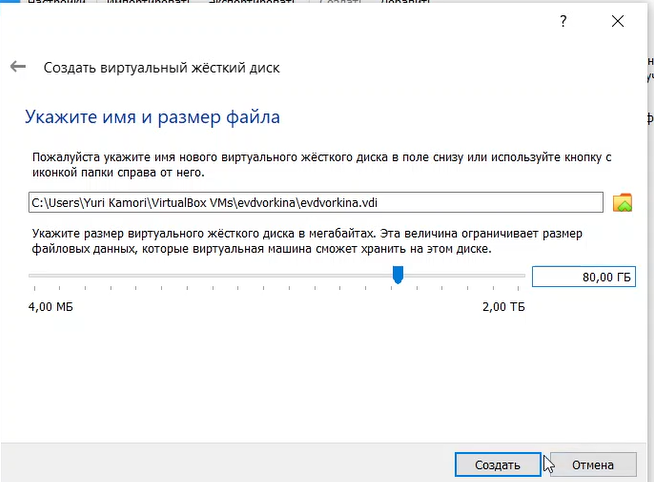 Настройки Импортировать Экспортировать Создать Добавить
?
Создать виртуальный жёсткий диск
Укажите имя и размер файла
Пожалуйста укажите имя нового виртуального жёсткого диска в поле снизу или используйте кнопку с
иконкой папки справа от него.
C:\Users\Yuri Kamori\VirtualBox VMs\evdvorkina\evdvorkina.vdi
Укажите размер виртуального жёсткого диска в мегабайтах. Эта величина ограничивает размер
файловых данных, которые виртуальная машина сможет хранить на этом диске.
80,00 ГБ
4,00 МБ 2,00 ТБ
Создать Отмена